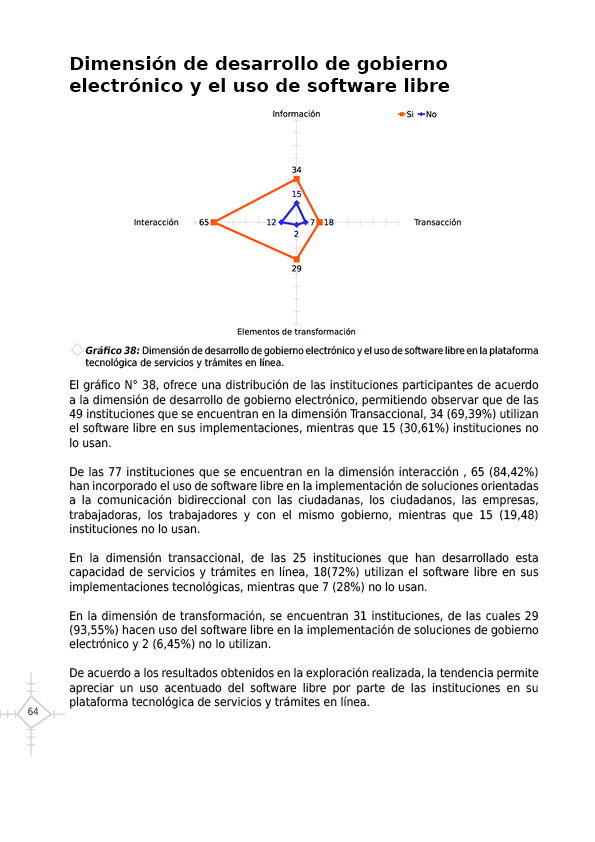 Dimensión de desarrollo de gobierno
electrónico y el uso de software libre
Información
Si No
34
15
Interacción 65 12 7 18 Transacción
2
29
Elementos de transformación
Gráfico 38: Dimensión de desarrollo de gobierno electrónico y el uso de software libre en la plataforma
tecnológica de servicios y trámites en línea.
El gráfico N° 38, ofrece una distribución de las instituciones participantes de acuerdo
a la dimensión de desarrollo de gobierno electrónico, permitiendo observar que de las
49 instituciones que se encuentran en la dimensión Transaccional, 34 (69,39%) utilizan
el software libre en sus implementaciones, mientras que 15 (30,61%) instituciones no
lo usan.
De las 77 instituciones que se encuentran en la dimensión interacción , 65 (84,42%)
han incorporado el uso de software libre en la implementación de soluciones orientadas
a la comunicación bidireccional con las ciudadanas, los ciudadanos, las empresas,
trabajadoras, los trabajadores y con el mismo gobierno, mientras que 15 (19,48)
instituciones no lo usan.
En la dimensión transaccional, de las 25 instituciones que han desarrollado esta
capacidad de servicios y trámites en línea, 18(72%) utilizan el software libre en sus
implementaciones tecnológicas, mientras que 7 (28%) no lo usan.
En la dimensión de transformación, se encuentran 31 instituciones, de las cuales 29
(93,55%) hacen uso del software libre en la implementación de soluciones de gobierno
electrónico y 2 (6,45%) no lo utilizan.
De acuerdo a los resultados obtenidos en la exploración realizada, la tendencia permite
apreciar un uso acentuado del software libre por parte de las instituciones en su
plataforma tecnológica de servicios y trámites en línea.
64